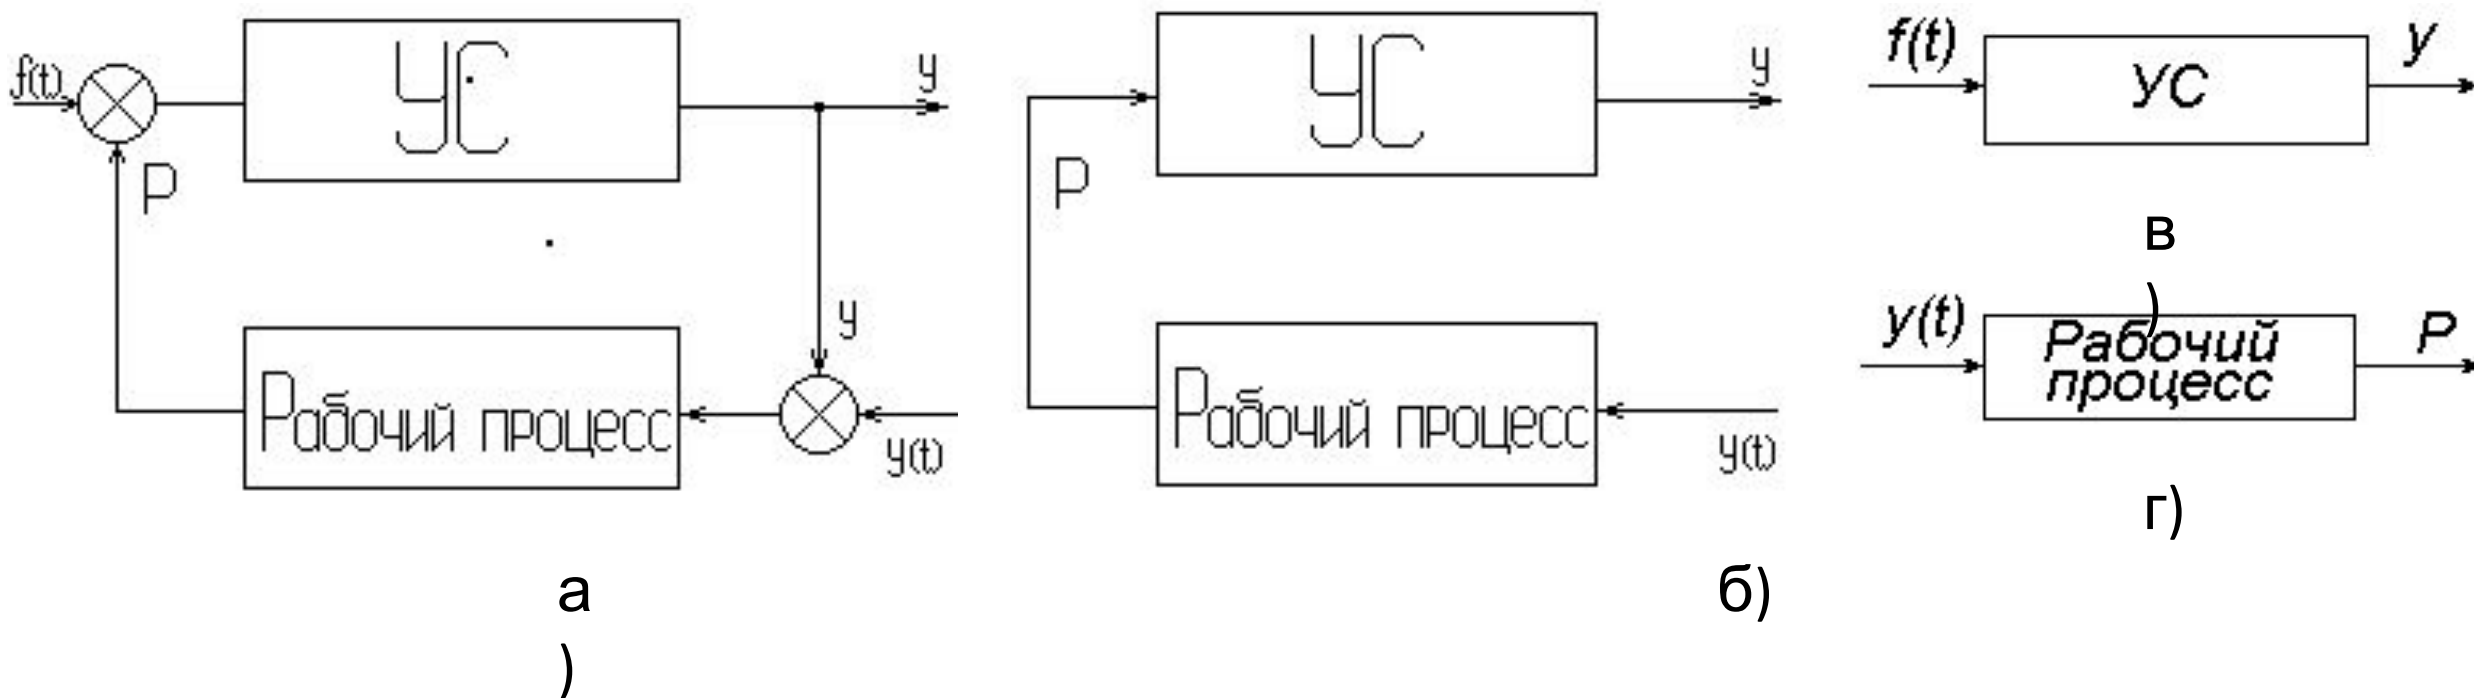 f(t)
УС
y
P
y
Рабочий процесс
y(t)
а
)
УС
y
P
Рабочий процесс
y(t)
б)
f(t)
УС
y
в
)
y(t)
Рабочий
процесс
P
г)